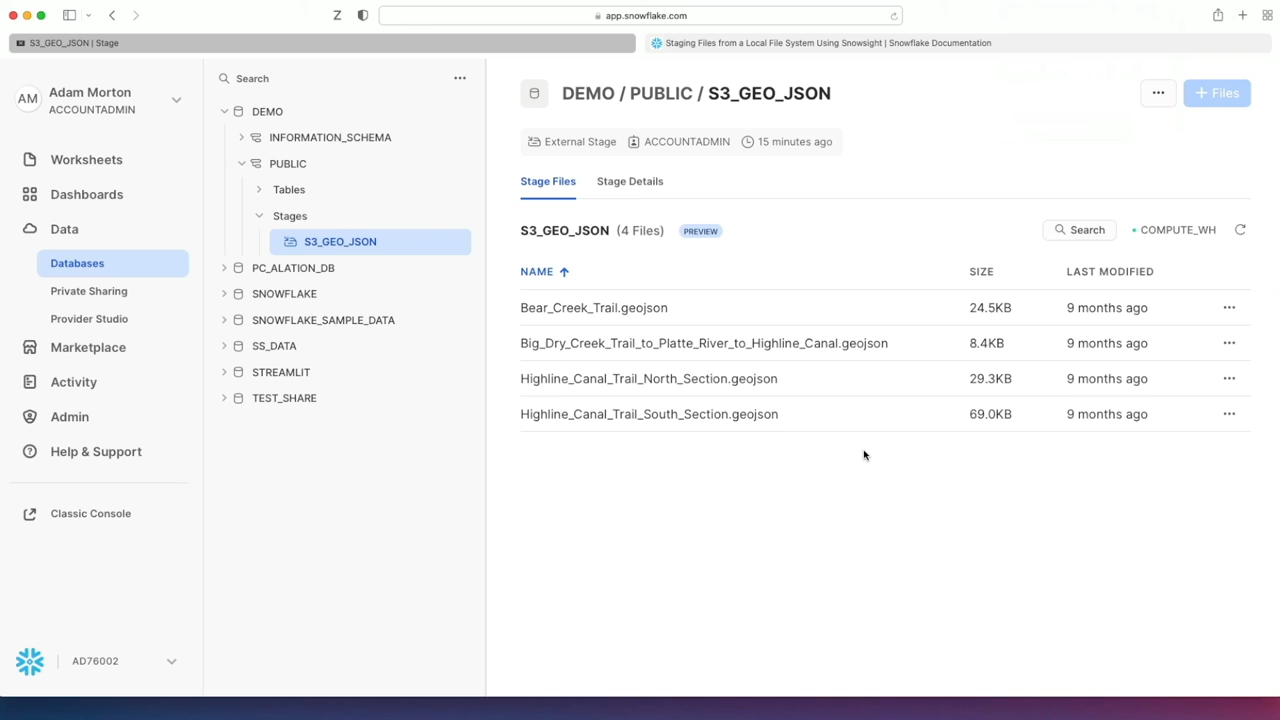 app.snowflake.com
S3_GEO_JSON | Stage
Staging Files from a Local File System Using Snowsight | Snowflake Documentation
AM
Adam Morton
ACCOUNTADMIN
Worksheets
Dashboards
Data
Databases
Private Sharing
Provider Studio
Marketplace
Activity
Admin
Help & Support
Classic Console
AD76002
Search
DEMO
INFORMATION_SCHEMA
PUBLIC
Tables
Stages
S3_GEO_JSON
PC_ALATION_DB
SNOWFLAKE
SNOWFLAKE_SAMPLE_DATA
SS_DATA
STREAMLIT
TEST_SHARE
DEMO / PUBLIC / S3_GEO_JSON
+ Files
External Stage ACCOUNTADMIN 15 minutes ago
Stage Files Stage Details
S3_GEO_JSON (4 Files) PREVIEW Search COMPUTE_WH
NAME SIZE LAST MODIFIED
Bear_Creek_Trail.geojson 24.5KB 9 months ago
Big_Dry_Creek_Trail_to_Platte_River_to_Highline_Canal.geojson 8.4KB 9 months ago
Highline_Canal_Trail_North_Section.geojson 29.3KB 9 months ago
Highline_Canal_Trail_South_Section.geojson 69.0KB 9 months ago